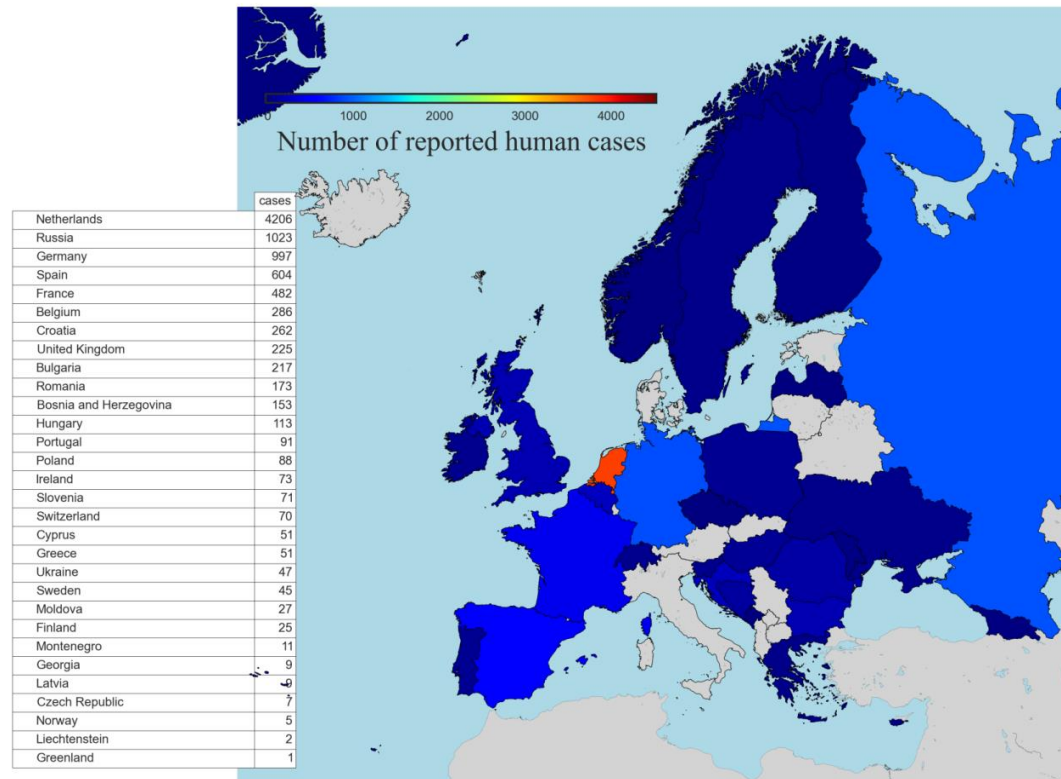 0 1000 2000 3000 4000
Number of reported human cases
cases
Netherlands 4206
Russia 1023
Germany 997
Spain 604
France 482
Belgium 286
Croatia 262
United Kingdom 225
Bulgaria 217
Romania 173
Bosnia and Herzegovina 153
Hungary 113
Portugal 91
Poland 88
Ireland 73
Slovenia 71
Switzerland 70
Cyprus 51
Greece 51
Ukraine 47
Sweden 45
Moldova 27
Finland 25
Montenegro 11
Georgia 9
Latvia 9
Czech Republic 7
Norway 5
Liechtenstein 2
Greenland 1